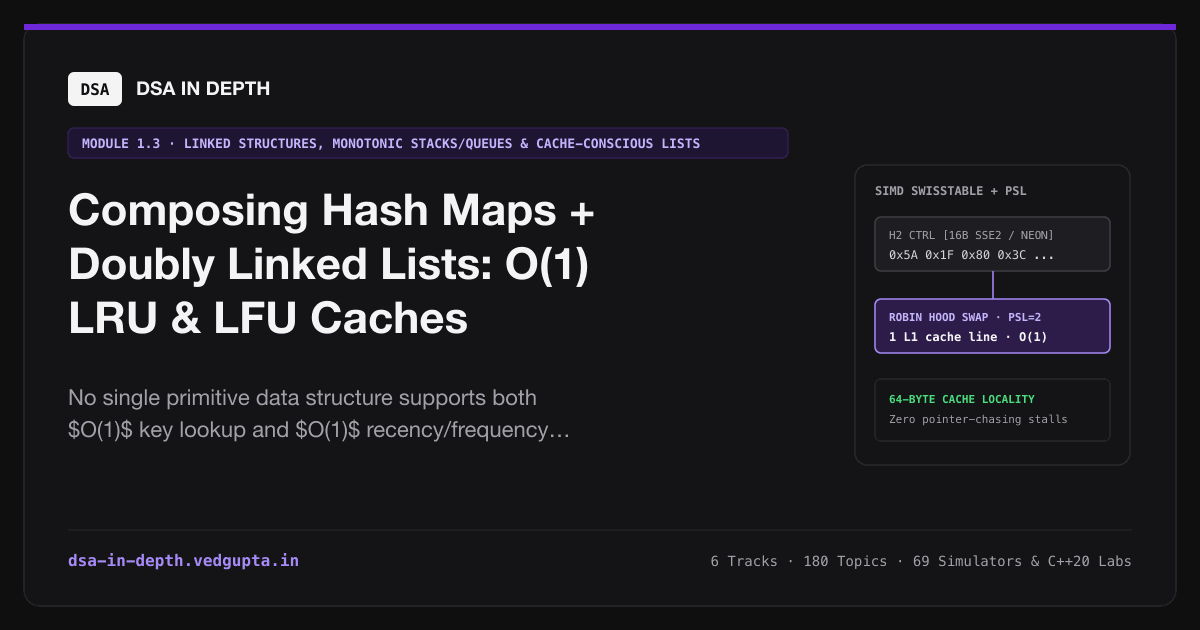 DSA DSA IN DEPTH
MODULE 1.3 · LINKED STRUCTURES, MONOTONIC STACKS/QUEUES & CACHE-CONSCIOUS LISTS
Composing Hash Maps +
Doubly Linked Lists: O(1)
LRU & LFU Caches
No single primitive data structure supports both
$O(1)$ key lookup and $O(1)$ recency/frequency…
SIMD SWISSTABLE + PSL
H2 CTRL [16B SSE2 / NEON]
0x5A 0x1F 0x80 0x3C ...
ROBIN HOOD SWAP · PSL=2
1 L1 cache line · O(1)
64-BYTE CACHE LOCALITY
Zero pointer-chasing stalls
dsa-in-depth.vedgupta.in
6 Tracks · 180 Topics · 69 Simulators & C++20 Labs